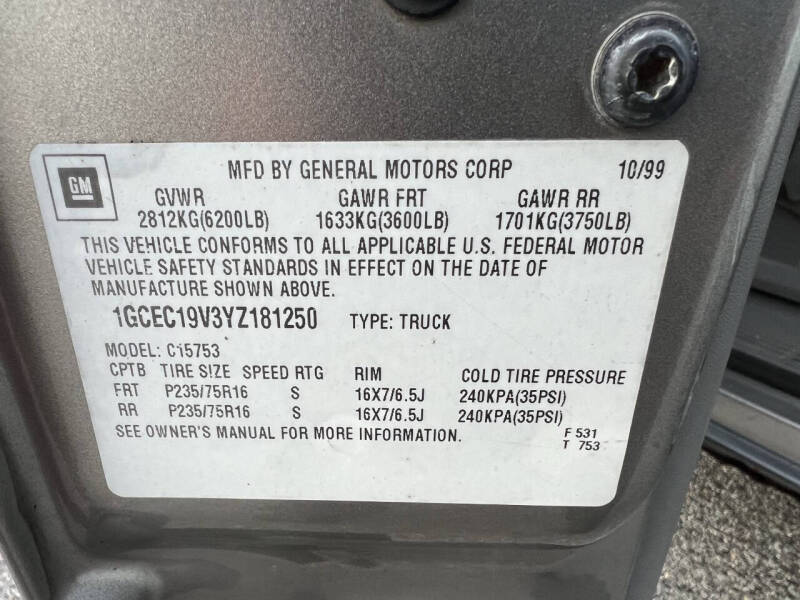 GM
MFD BY GENERAL MOTORS CORP 10/99
GVWR GAWR FRT GAWR RR
2812KG(6200LB) 1633KG(3600LB) 1701KG(3750LB)
THIS VEHICLE CONFORMS TO ALL APPLICABLE U.S. FEDERAL MOTOR
VEHICLE SAFETY STANDARDS IN EFFECT ON THE DATE OF
MANUFACTURE SHOWN ABOVE.
1GCEC19V3YZ181250 TYPE: TRUCK
MODEL: C15753
CPTB TIRE SIZE SPEED RTG RIM COLD TIRE PRESSURE
FRT P235/75R16 S 16X7/6.5J 240KPA(35PSI)
RR P235/75R16 S 16X7/6.5J 240KPA(35PSI)
SEE OWNER'S MANUAL FOR MORE INFORMATION. F 531
T 753